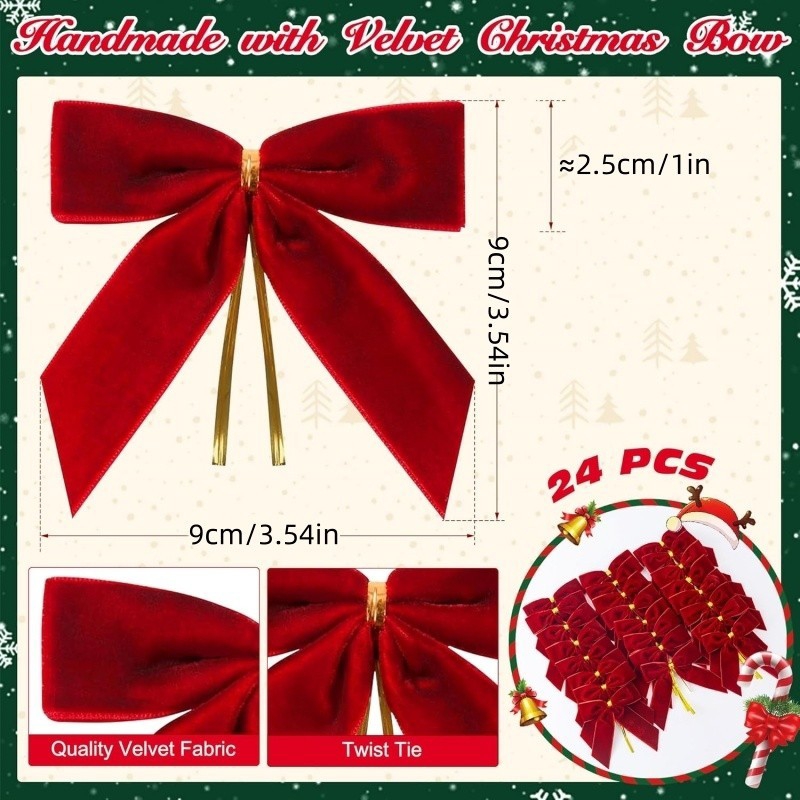 Handmade with Velvet Christmas Bow
≈2.5cm/1in
9cm/3.54in
9cm/3.54in
24 PCS
Quality Velvet Fabric
Twist Tie